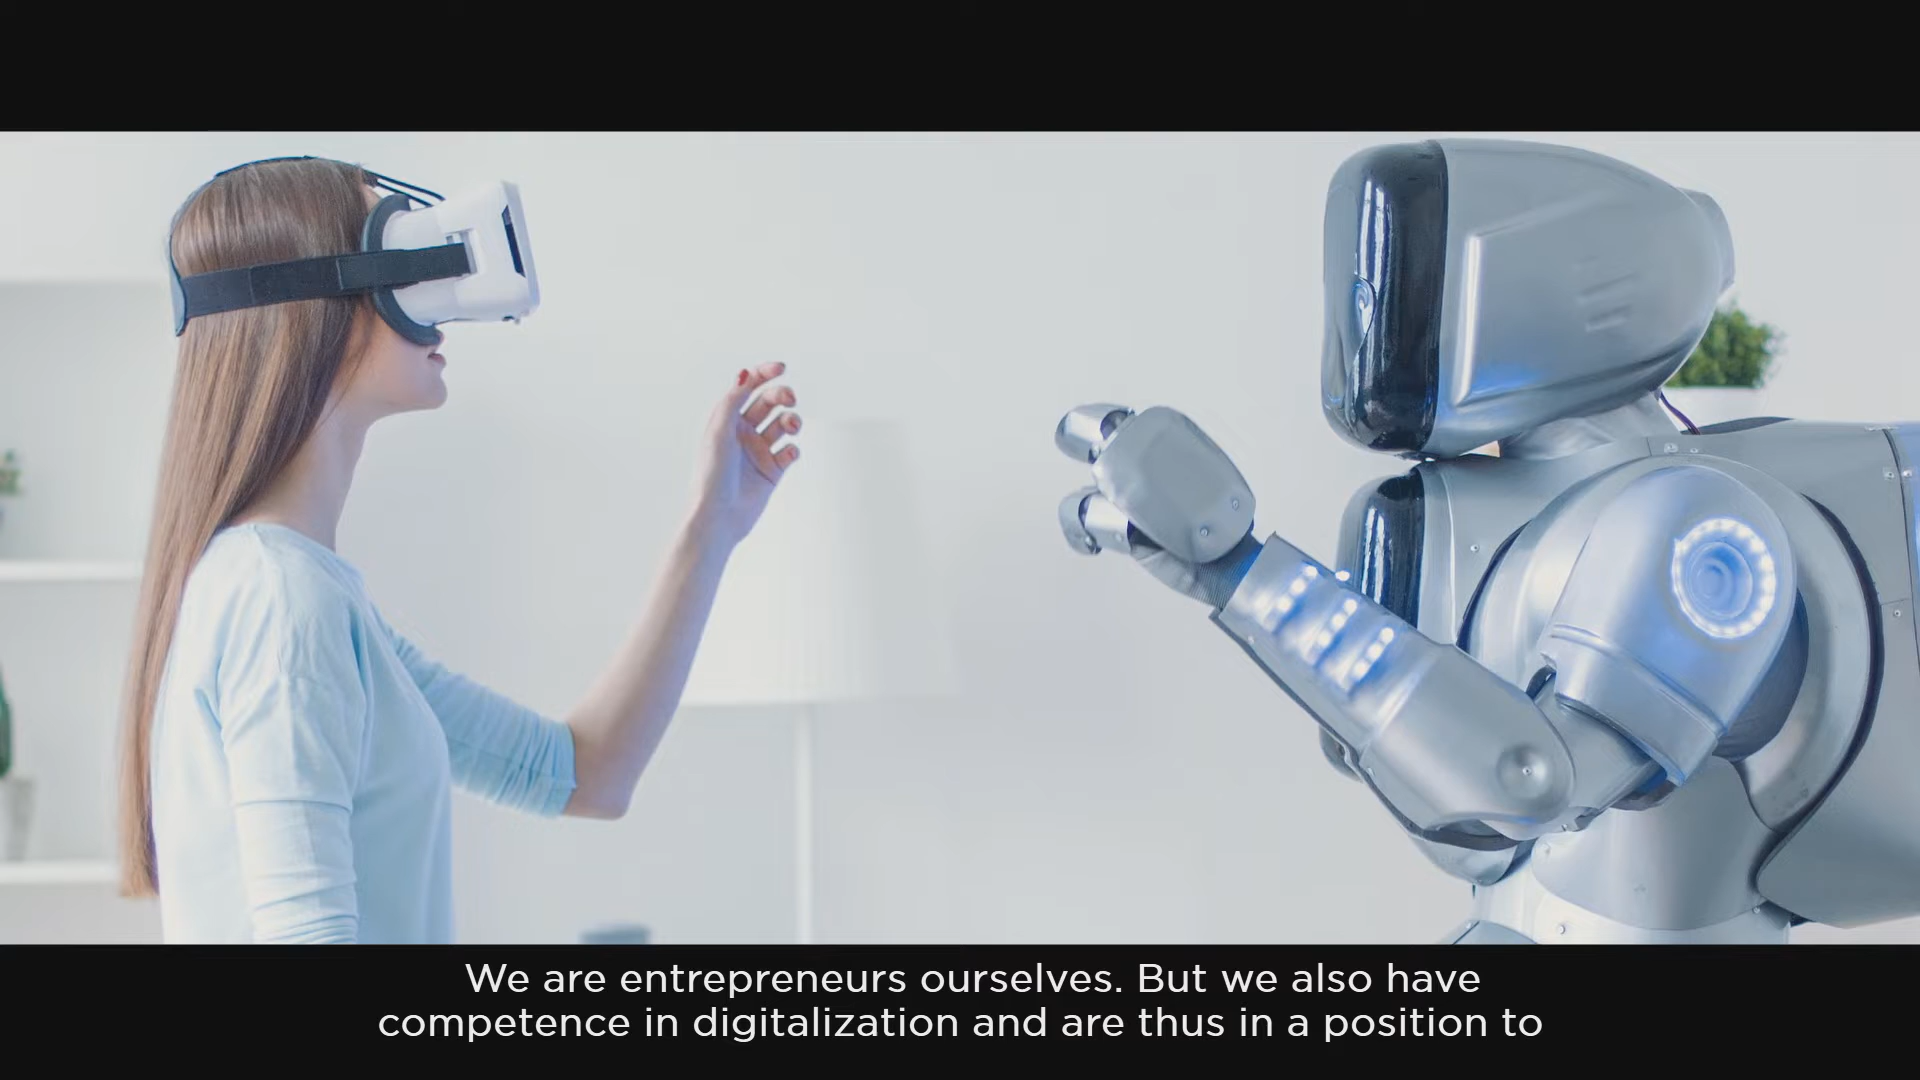 We are entrepreneurs ourselves. But we also have
competence in digitalization and are thus in a position to